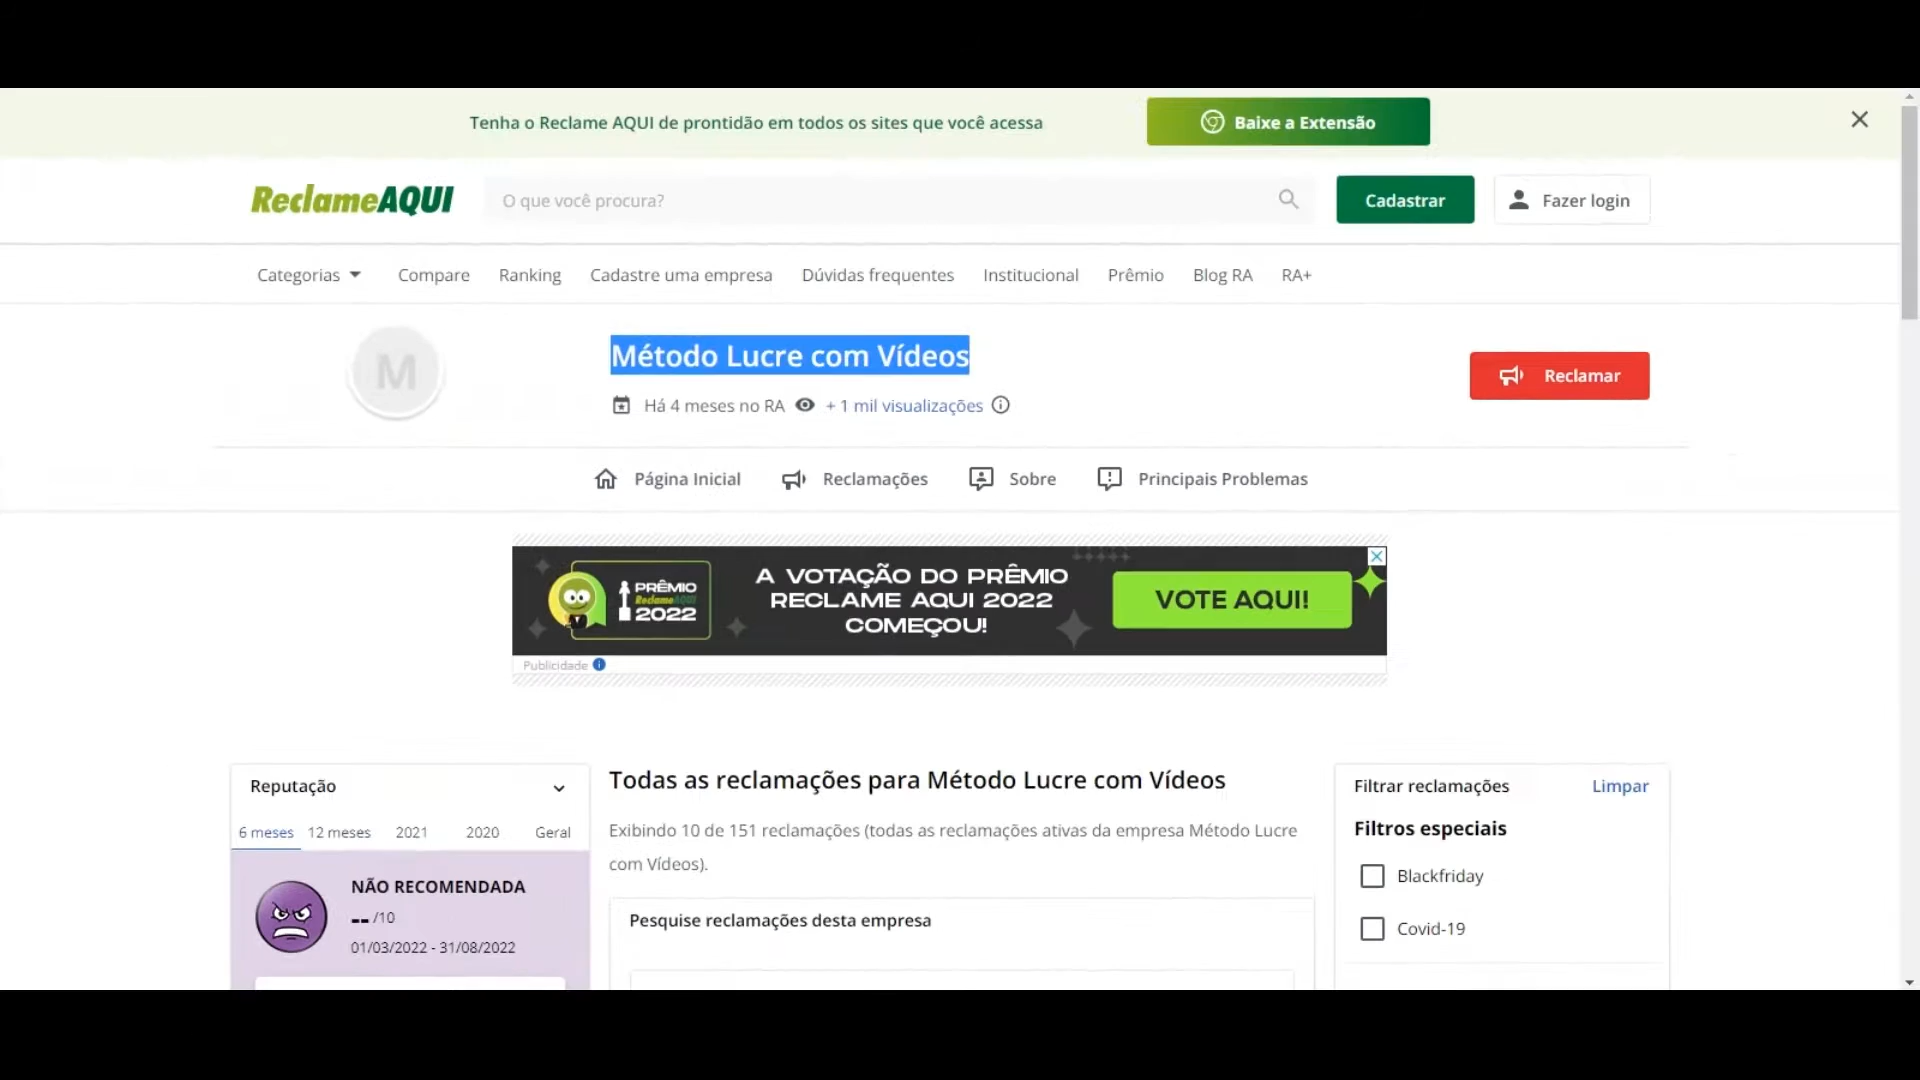 Tenha o Reclame AQUI de prontidão em todos os sites que você acessa
Baixe a Extensão
ReclameAQUI
O que você procura?
Cadastrar
Fazer login
Categorias
Compare
Ranking
Cadastre uma empresa
Dúvidas frequentes
Institucional
Prêmio
Blog RA
RA+
M
Método Lucre com Vídeos
Há 4 meses no RA
+ 1 mil visualizações
Reclamar
Página Inicial
Reclamações
Sobre
Principais Problemas
PRÊMIO
ReclameAQUI
2022
A VOTAÇÃO DO PRÊMIO
RECLAME AQUI 2022
COMEÇOU!
VOTE AQUI!
Publicidade
Reputação
6 meses
12 meses
2021
2020
Geral
NÃO RECOMENDADA
-- /10
01/03/2022 - 31/08/2022
Todas as reclamações para Método Lucre com Vídeos
Exibindo 10 de 151 reclamações (todas as reclamações ativas da empresa Método Lucre
com Vídeos).
Pesquise reclamações desta empresa
Filtrar reclamações
Limpar
Filtros especiais
Blackfriday
Covid-19